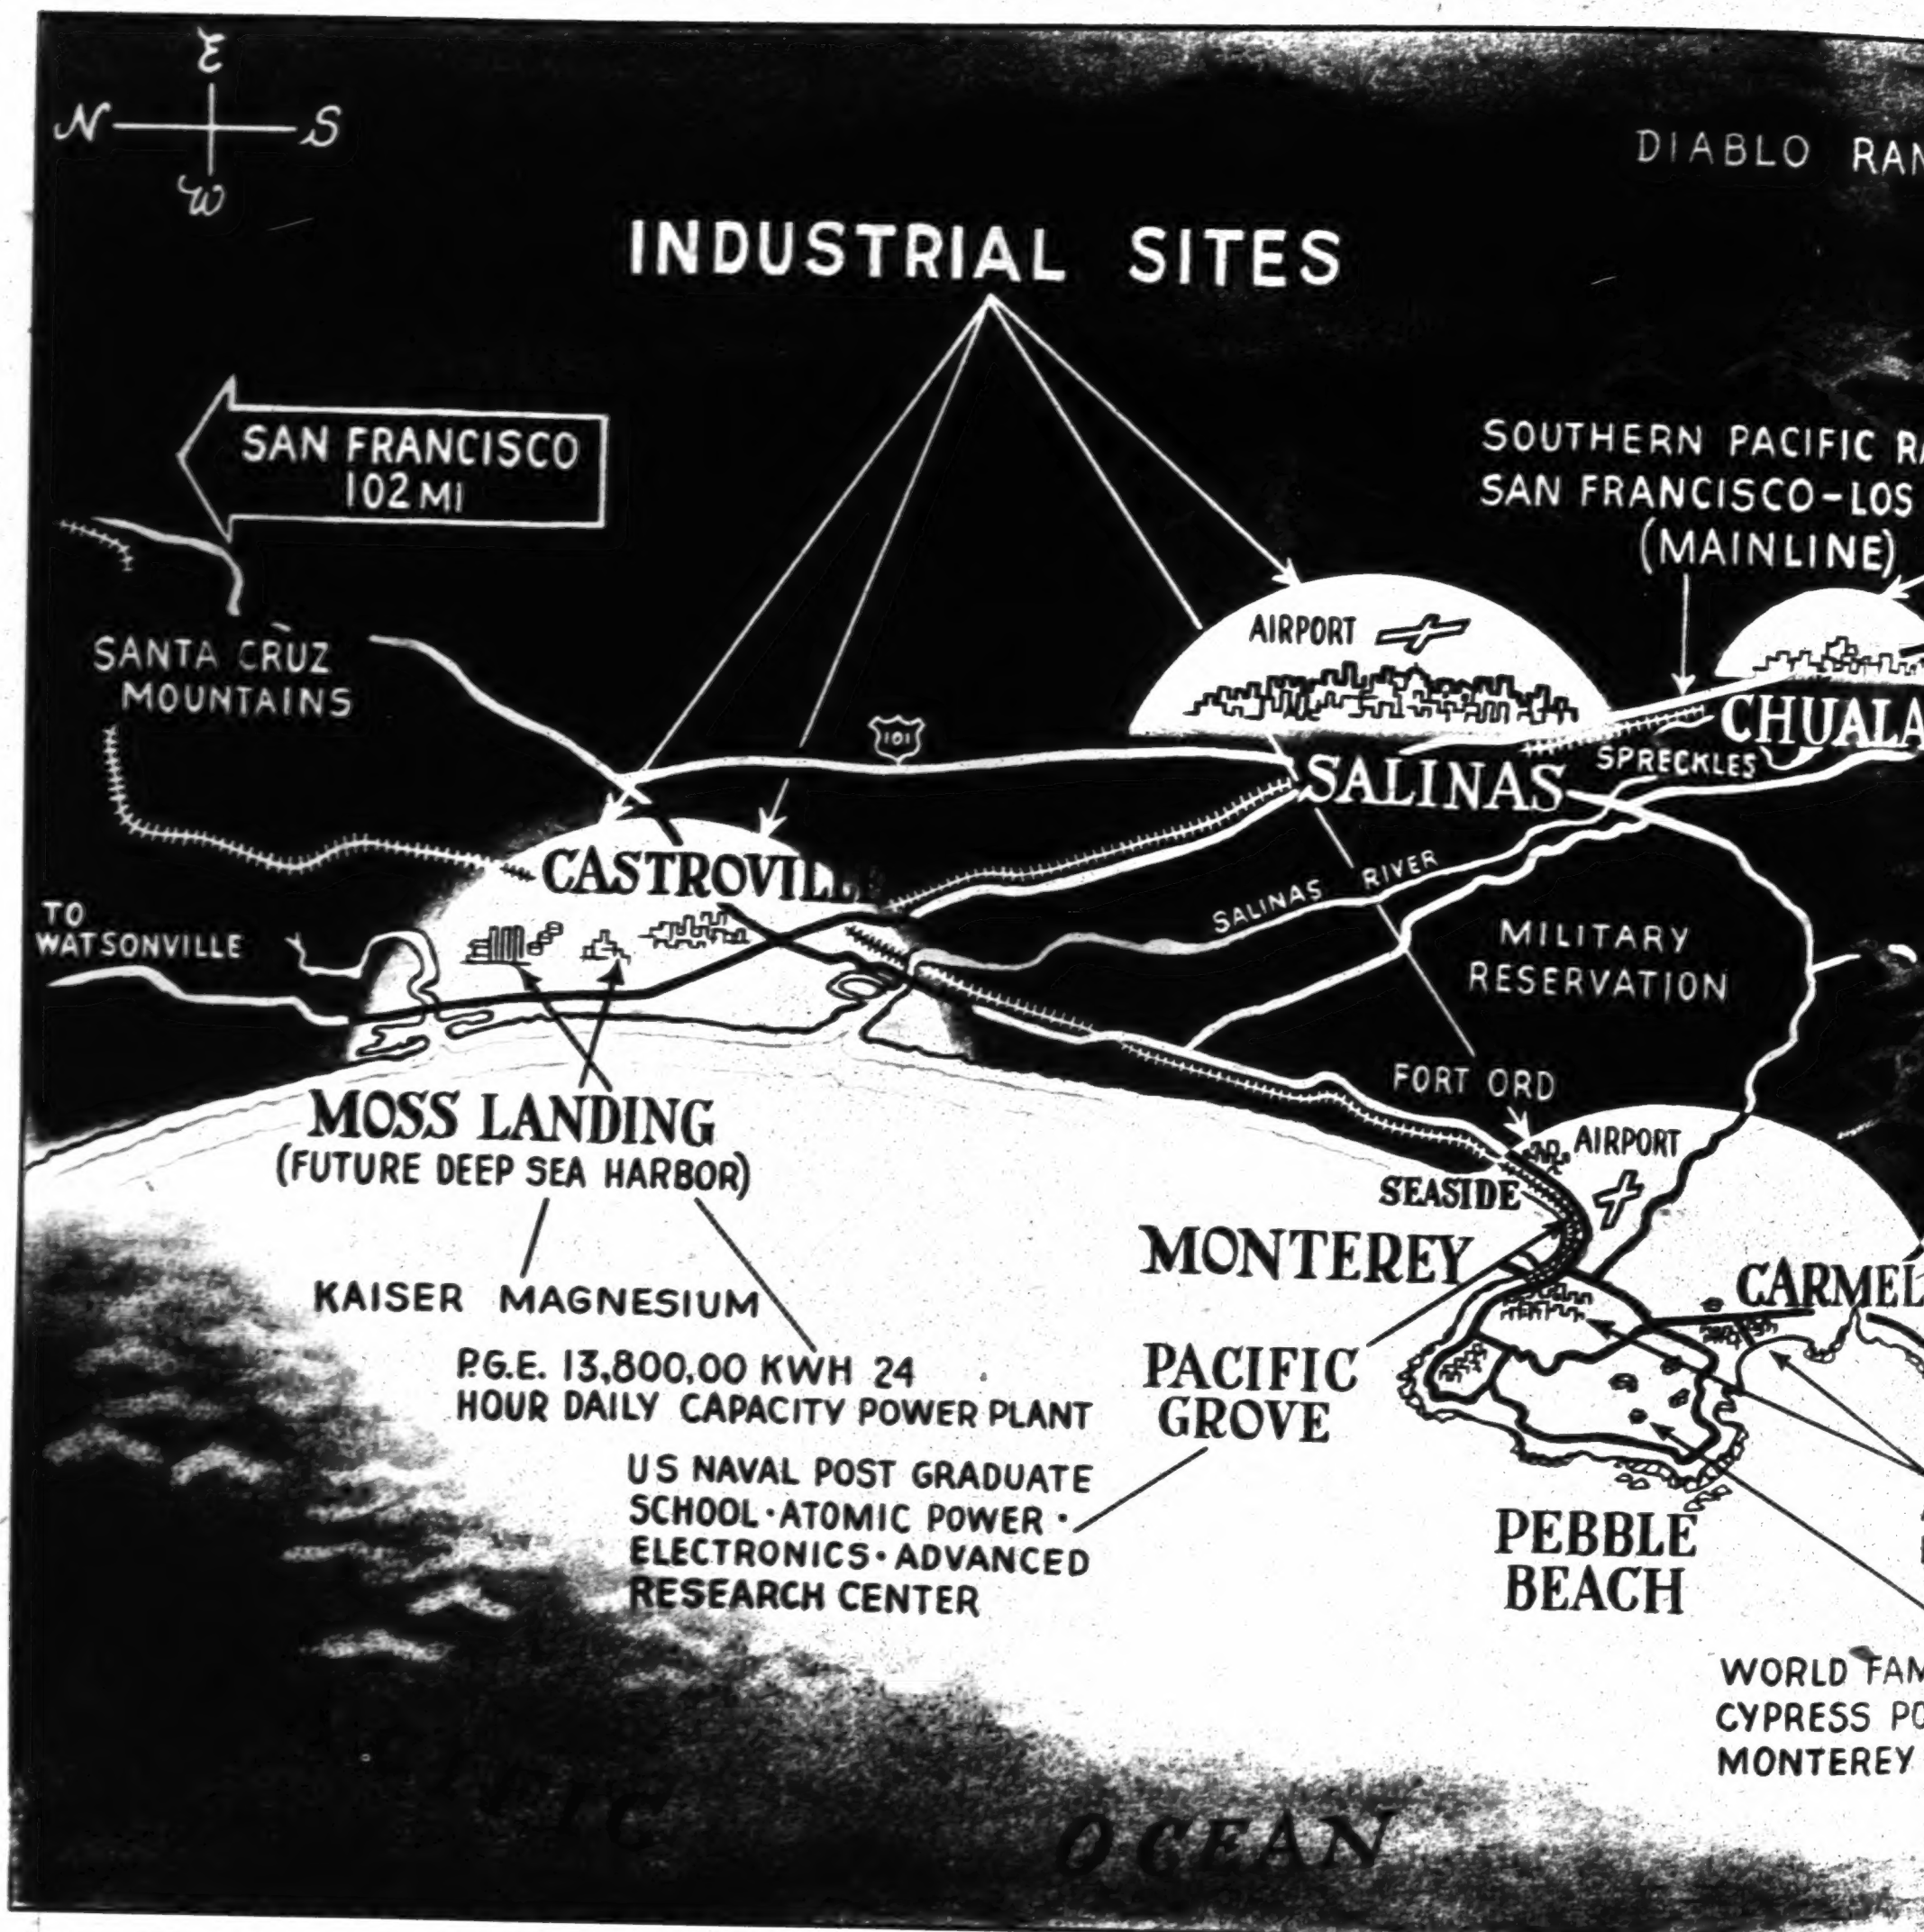 E
N S
W
DIABLO RAN
INDUSTRIAL SITES
SAN FRANCISCO
102 MI
SOUTHERN PACIFIC RA
SAN FRANCISCO-LOS
(MAINLINE)
AIRPORT
SANTA CRUZ
MOUNTAINS
101
CHUALA
SPRECKLES
SALINAS
CASTROVILLE
SALINAS RIVER
TO
WATSONVILLE
MILITARY
RESERVATION
FORT ORD
MOSS LANDING
(FUTURE DEEP SEA HARBOR)
AIRPORT
SEASIDE
MONTEREY
CARMEL
KAISER MAGNESIUM
P.G.E. 13,800,00 KWH 24
HOUR DAILY CAPACITY POWER PLANT
PACIFIC
GROVE
US NAVAL POST GRADUATE
SCHOOL·ATOMIC POWER·
ELECTRONICS·ADVANCED
RESEARCH CENTER
PEBBLE
BEACH
WORLD FAM
CYPRESS PO
MONTEREY
IC OCEAN